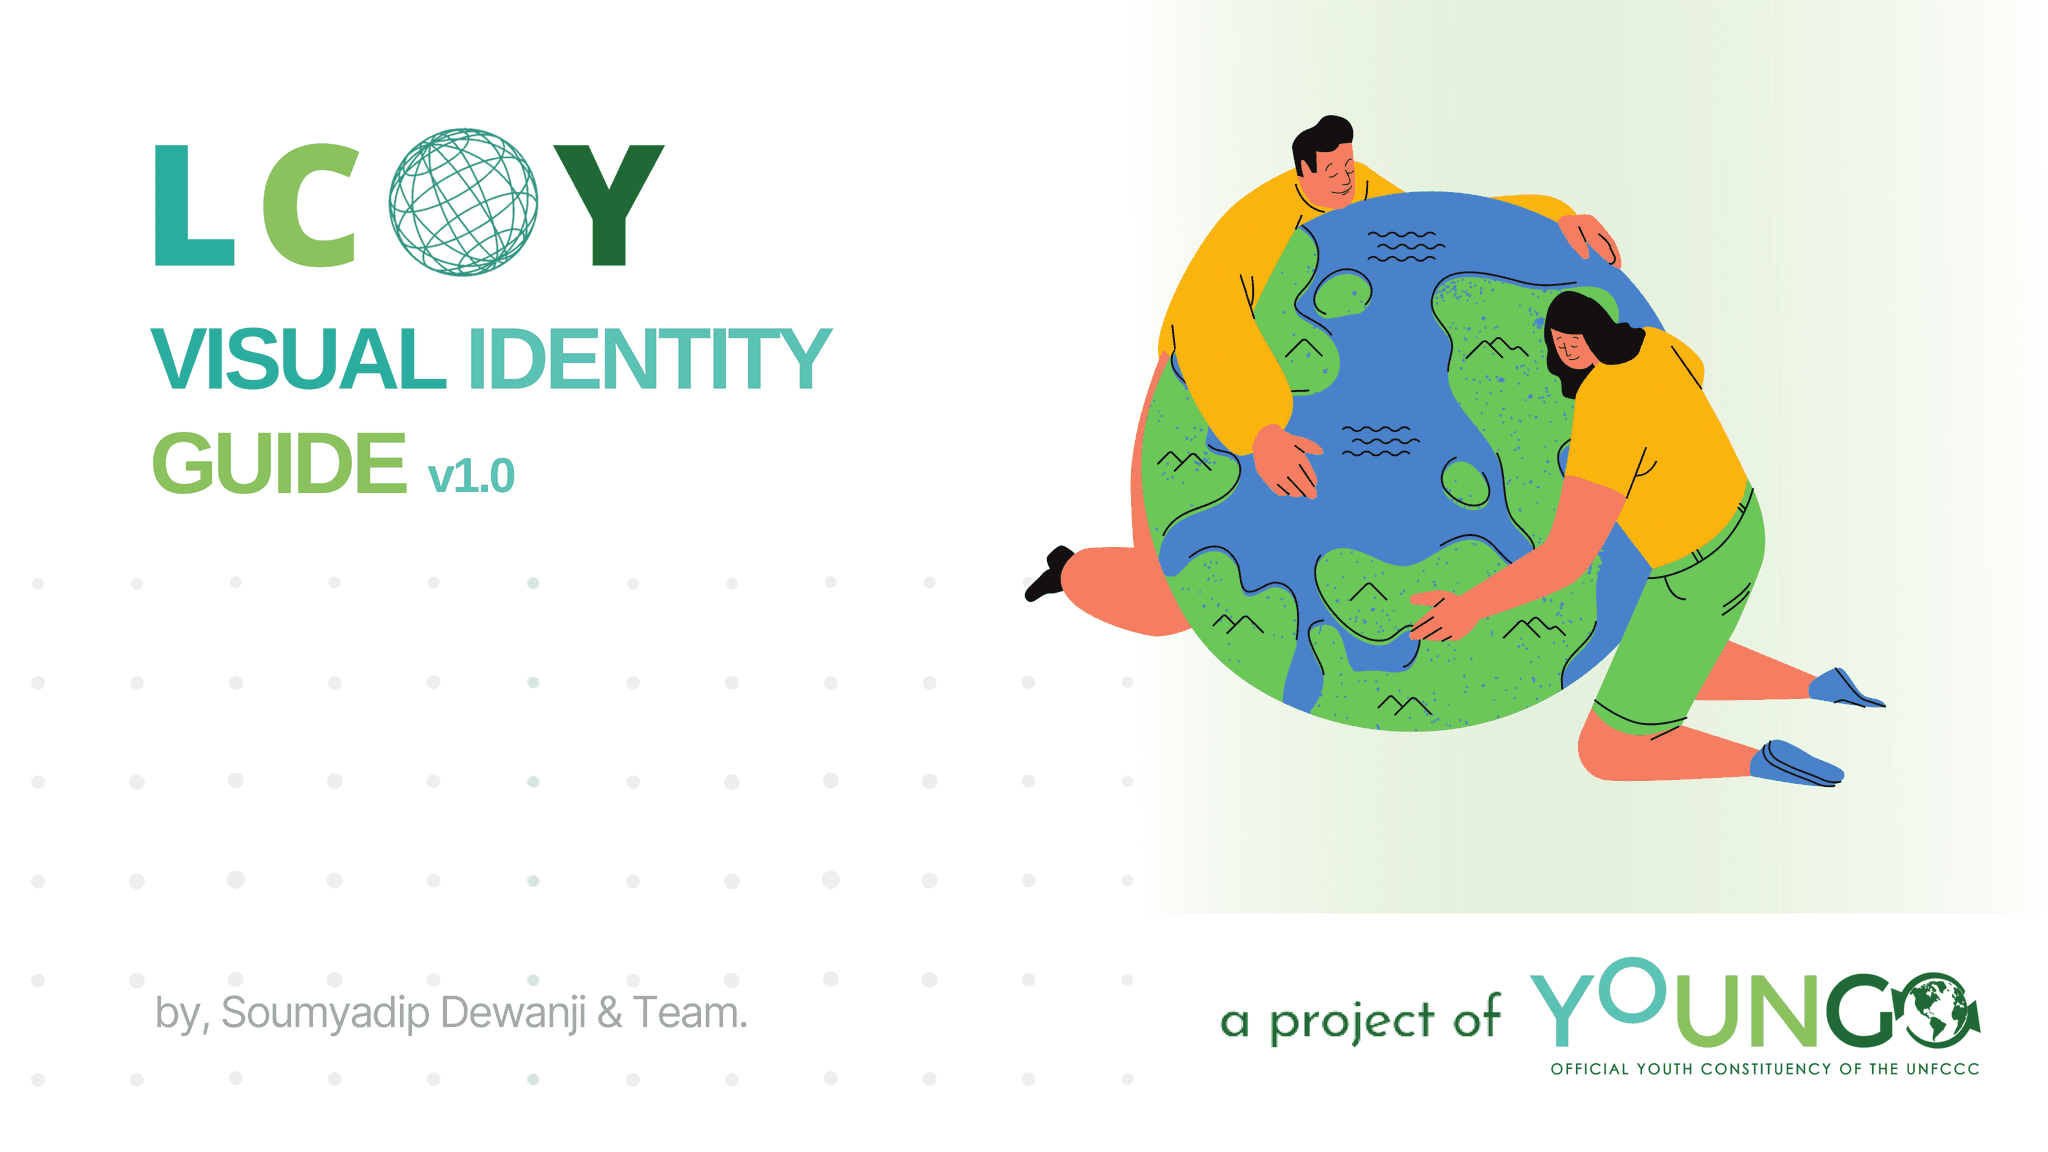 LCOY
VISUAL IDENTITY
GUIDE v1.0
by, Soumyadip Dewanji & Team.
a project of YOUNGO
OFFICIAL YOUTH CONSTITUENCY OF THE UNFCCC